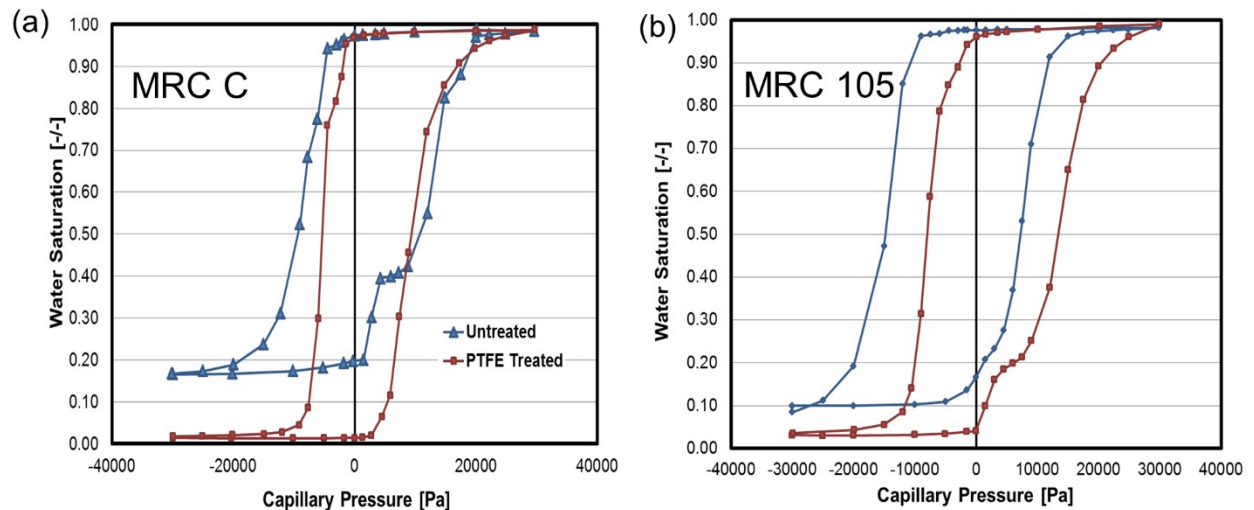 (a)
MRC C
Water Saturation [-/-]
1.00
0.90
0.80
0.70
0.60
0.50
0.40
0.30
0.20
0.10
0.00
Untreated
PTFE Treated
-40000 -20000 0 20000 40000
Capillary Pressure [Pa]
(b)
MRC 105
Water Saturation [-/-]
1.00
0.90
0.80
0.70
0.60
0.50
0.40
0.30
0.20
0.10
0.00
-40000 -30000 -20000 -10000 0 10000 20000 30000 40000
Capillary Pressure [Pa]